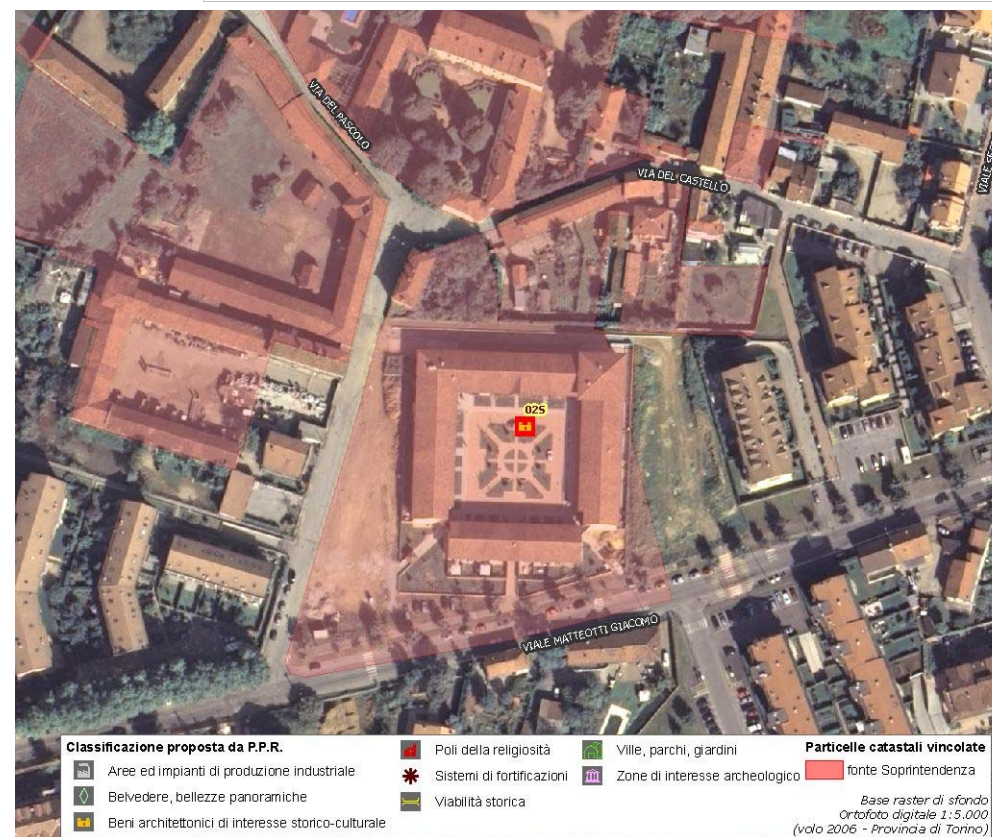 VIA DEL PASCOLO
VIA DEL CASTELLO
025
VIALE MATTEOTTI GIACOMO
Classificazione proposta da P.P.R.
Aree ed impianti di produzione industriale
Belvedere, bellezze panoramiche
Beni architettonici di interesse storico-culturale
Poli della religiosità
Sistemi di fortificazioni
Viabilità storica
Ville, parchi, giardini
Zone di interesse archeologico
Particelle catastali vincolate
fonte Soprintendenza
Base raster di sfondo
Ortofoto digitale 1:5.000
(volo 2006 - Provincia di Torino)